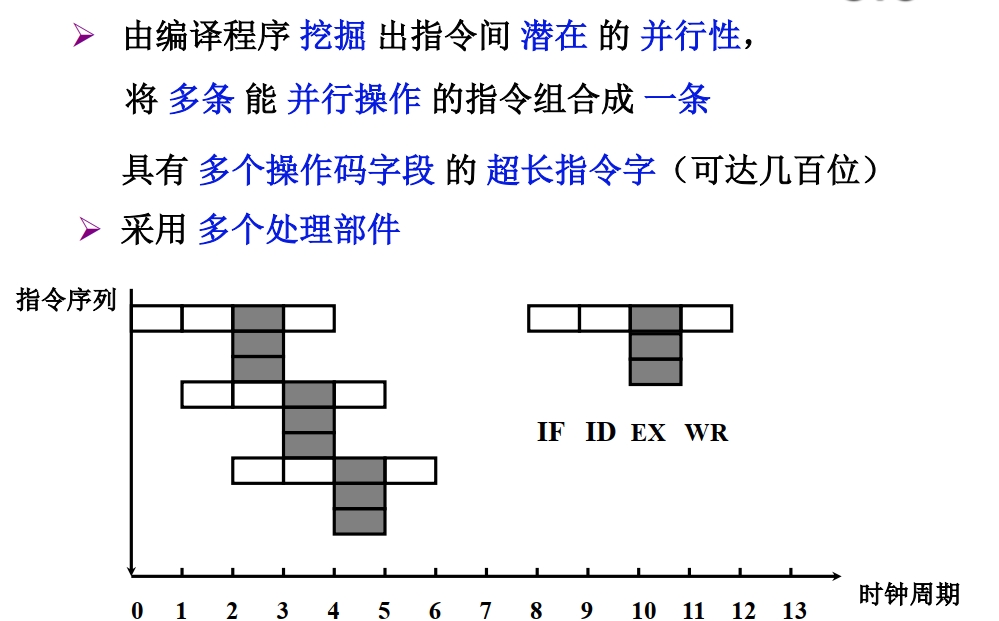 由编译程序 挖掘 出指令间 潜在 的 并行性，
将 多条 能 并行操作 的指令组合成 一条
具有 多个操作码字段 的 超长指令字（可达几百位）
采用 多个处理部件
指令序列
IF ID EX WR
时钟周期
0 1 2 3 4 5 6 7 8 9 10 11 12 13